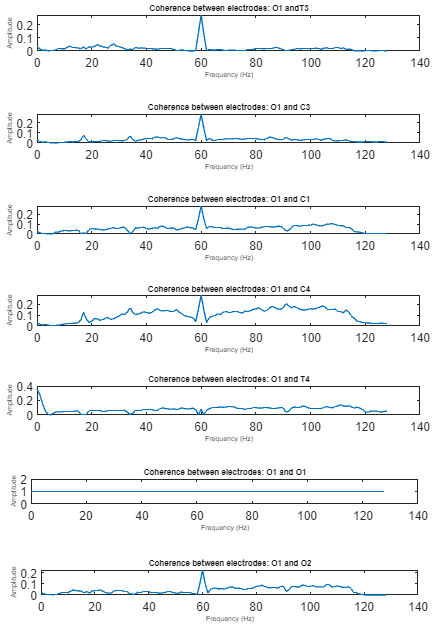 Coherence between electrodes: O1 andT3
Amplitude
0.2
0.1
0
0 20 40 60 80 100 120 140
Frequency (Hz)
Coherence between electrodes: O1 and C3
Amplitude
0.2
0.1
0
0 20 40 60 80 100 120 140
Frequency (Hz)
Coherence between electrodes: O1 and C1
Amplitude
0.2
0.1
0
0 20 40 60 80 100 120 140
Frequency (Hz)
Coherence between electrodes: O1 and C4
Amplitude
0.2
0.1
0
0 20 40 60 80 100 120 140
Frequency (Hz)
Coherence between electrodes: O1 and T4
Amplitude
0.4
0.2
0
0 20 40 60 80 100 120 140
Frequency (Hz)
Coherence between electrodes: O1 and O1
Amplitude
2
1
0
0 20 40 60 80 100 120 140
Frequency (Hz)
Coherence between electrodes: O1 and O2
Amplitude
0.2
0.1
0
0 20 40 60 80 100 120 140
Frequency (Hz)